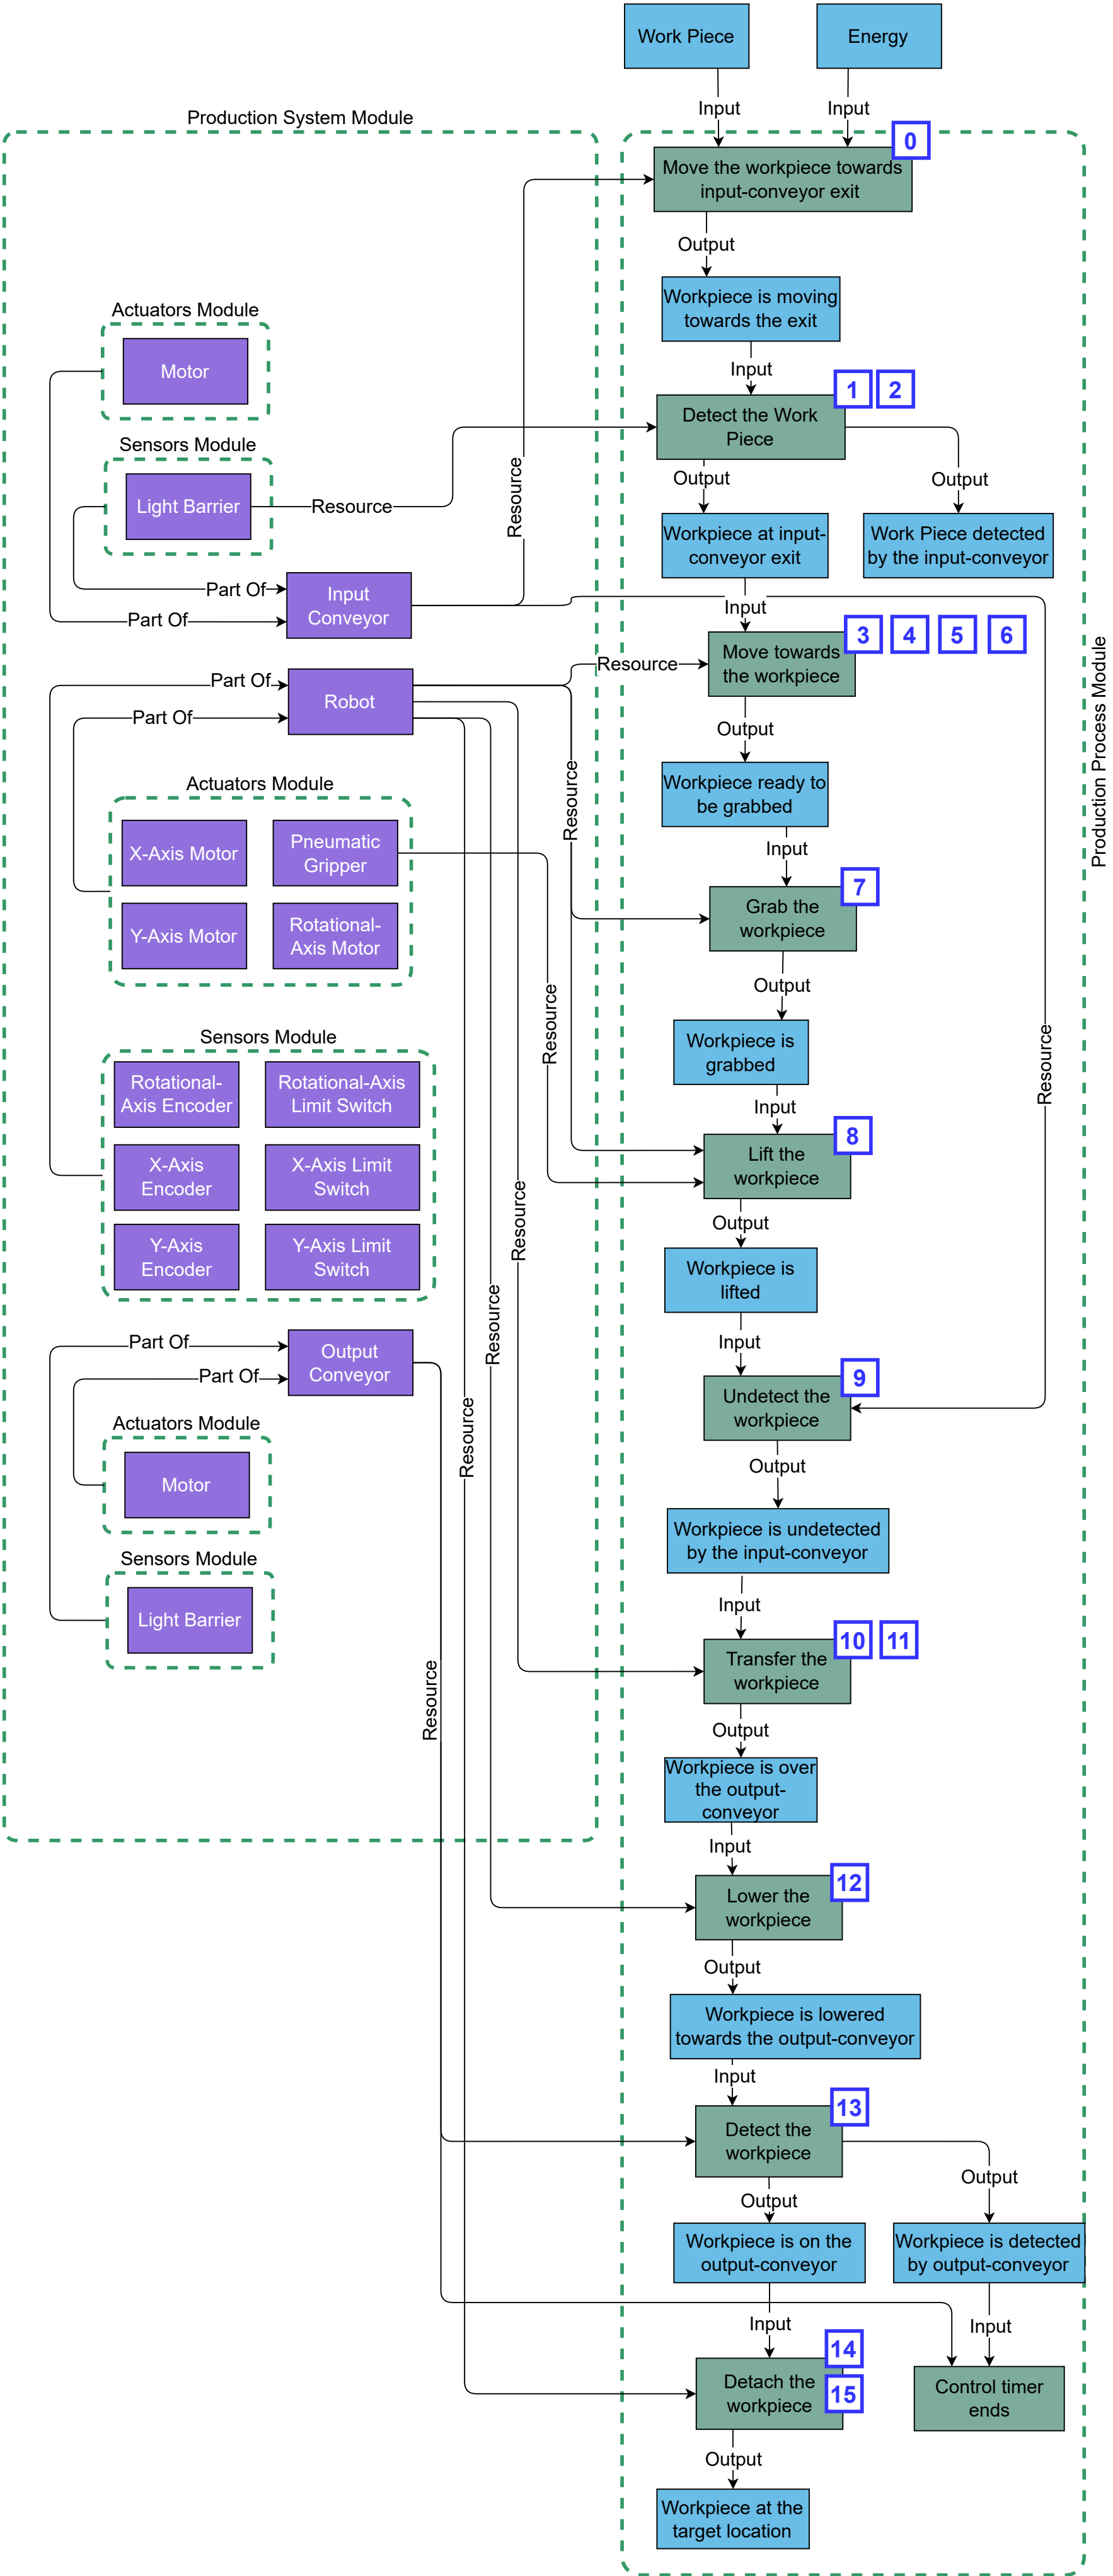 Work Piece
Energy
Input
Input
Production System Module
0
Move the workpiece towards
input-conveyor exit
Output
Workpiece is moving
towards the exit
Input
Actuators Module
Motor
1
2
Detect the Work
Piece
Sensors Module
Light Barrier
Resource
Resource
Output
Output
Workpiece at input-
conveyor exit
Work Piece detected
by the input-conveyor
Part Of
Part Of
Input
Conveyor
Input
3
4
5
6
Move towards
the workpiece
Resource
Production Process Module
Part Of
Part Of
Robot
Output
Workpiece ready to
be grabbed
Actuators Module
X-Axis Motor
Pneumatic
Gripper
Y-Axis Motor
Rotational-
Axis Motor
Resource
Input
7
Grab the
workpiece
Output
Resource
Workpiece is
grabbed
Resource
Sensors Module
Rotational-
Axis Encoder
Rotational-Axis
Limit Switch
X-Axis
Encoder
X-Axis Limit
Switch
Y-Axis
Encoder
Y-Axis Limit
Switch
Input
8
Lift the
workpiece
Resource
Output
Workpiece is
lifted
Resource
Input
Part Of
Part Of
Output
Conveyor
9
Undetect the
workpiece
Resource
Actuators Module
Motor
Output
Sensors Module
Light Barrier
Workpiece is undetected
by the input-conveyor
Input
10
11
Transfer the
workpiece
Resource
Output
Workpiece is over
the output-
conveyor
Input
12
Lower the
workpiece
Output
Workpiece is lowered
towards the output-conveyor
Input
13
Detect the
workpiece
Output
Output
Workpiece is on the
output-conveyor
Workpiece is detected
by output-conveyor
Input
Input
14
15
Detach the
workpiece
Control timer
ends
Output
Workpiece at the
target location